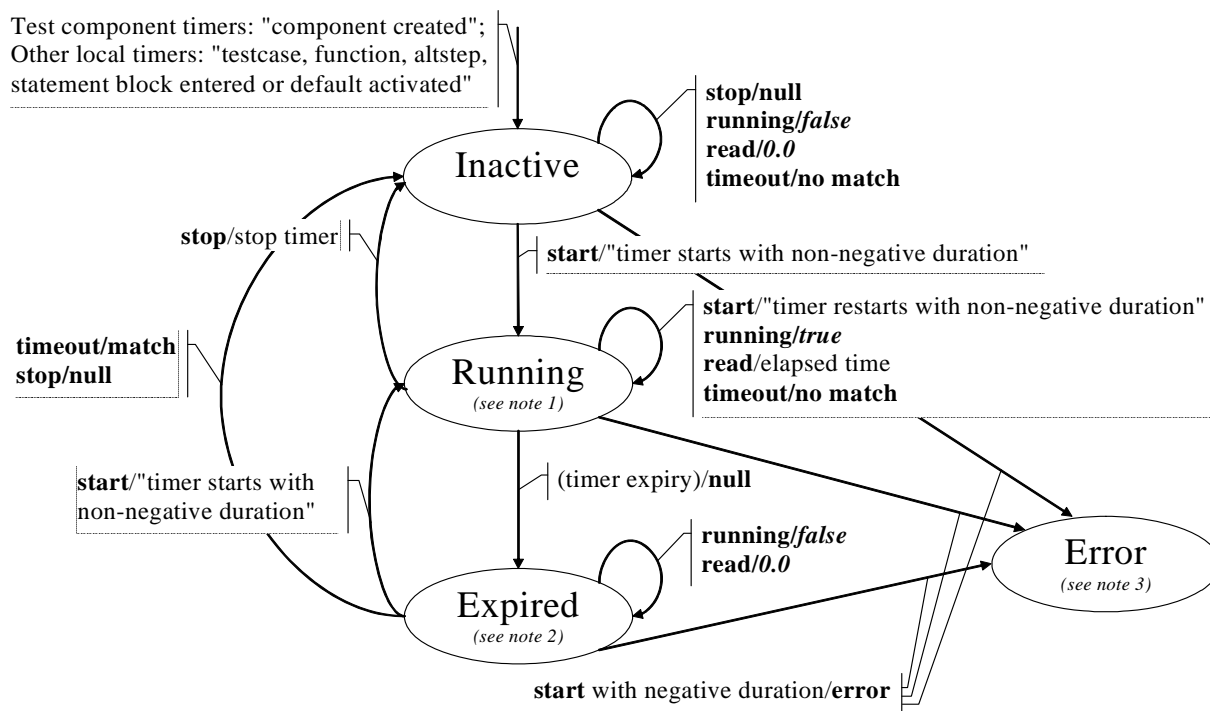 Test component timers: "component created";
Other local timers: "testcase, function, altstep,
statement block entered or default activated"
stop/null
running/false
read/0.0
timeout/no match
Inactive
stop/stop timer
start/"timer starts with non-negative duration"
start/"timer restarts with non-negative duration"
running/true
read/elapsed time
timeout/no match
timeout/match
stop/null
Running
(see note 1)
start/"timer starts with
non-negative duration"
(timer expiry)/null
running/false
read/0.0
Error
(see note 3)
Expired
(see note 2)
start with negative duration/error